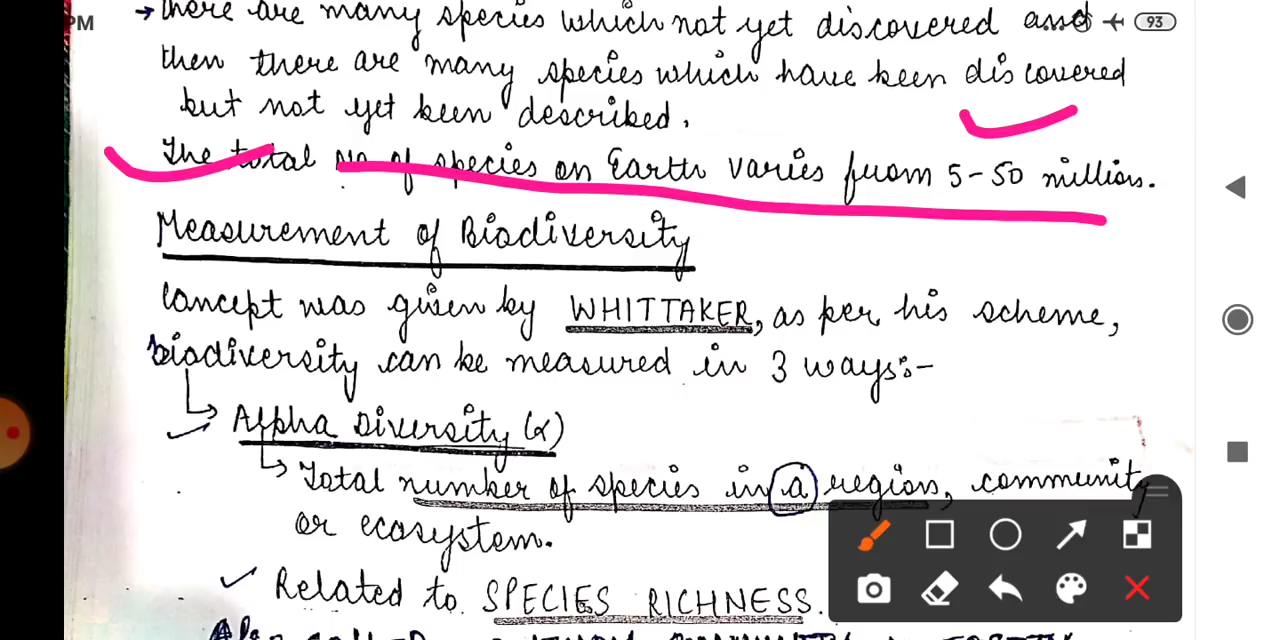 PM
93
→ there are many species which not yet discovered and
then there are many species which have been discovered
but not yet been described.
The total no of species on Earth varies from 5-50 million.
Measurement of Biodiversity
Concept was given by WHITTAKER, as per his scheme,
biodiversity can be measured in 3 ways:-
Alpha Diversity (α)
Total number of species in a region, community
or ecosystem.
Related to SPECIES RICHNESS.